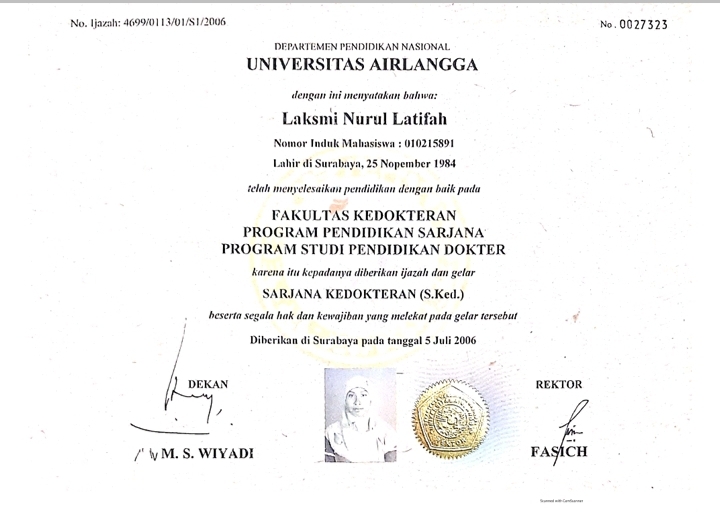 No. Ijazah: 4699/0113/01/S1/2006
No. 0027323
DEPARTEMEN PENDIDIKAN NASIONAL
UNIVERSITAS AIRLANGGA
dengan ini menyatakan bahwa:
Laksmi Nurul Latifah
Nomor Induk Mahasiswa : 010215891
Lahir di Surabaya, 25 Nopember 1984
telah menyelesaikan pendidikan dengan baik pada
FAKULTAS KEDOKTERAN
PROGRAM PENDIDIKAN SARJANA
PROGRAM STUDI PENDIDIKAN DOKTER
karena itu kepadanya diberikan ijazah dan gelar
SARJANA KEDOKTERAN (S.Ked.)
beserta segala hak dan kewajiban yang melekat pada gelar tersebut
Diberikan di Surabaya pada tanggal 5 Juli 2006
DEKAN
REKTOR
M. S. WIYADI
FASICH
Scanned with CamScanner